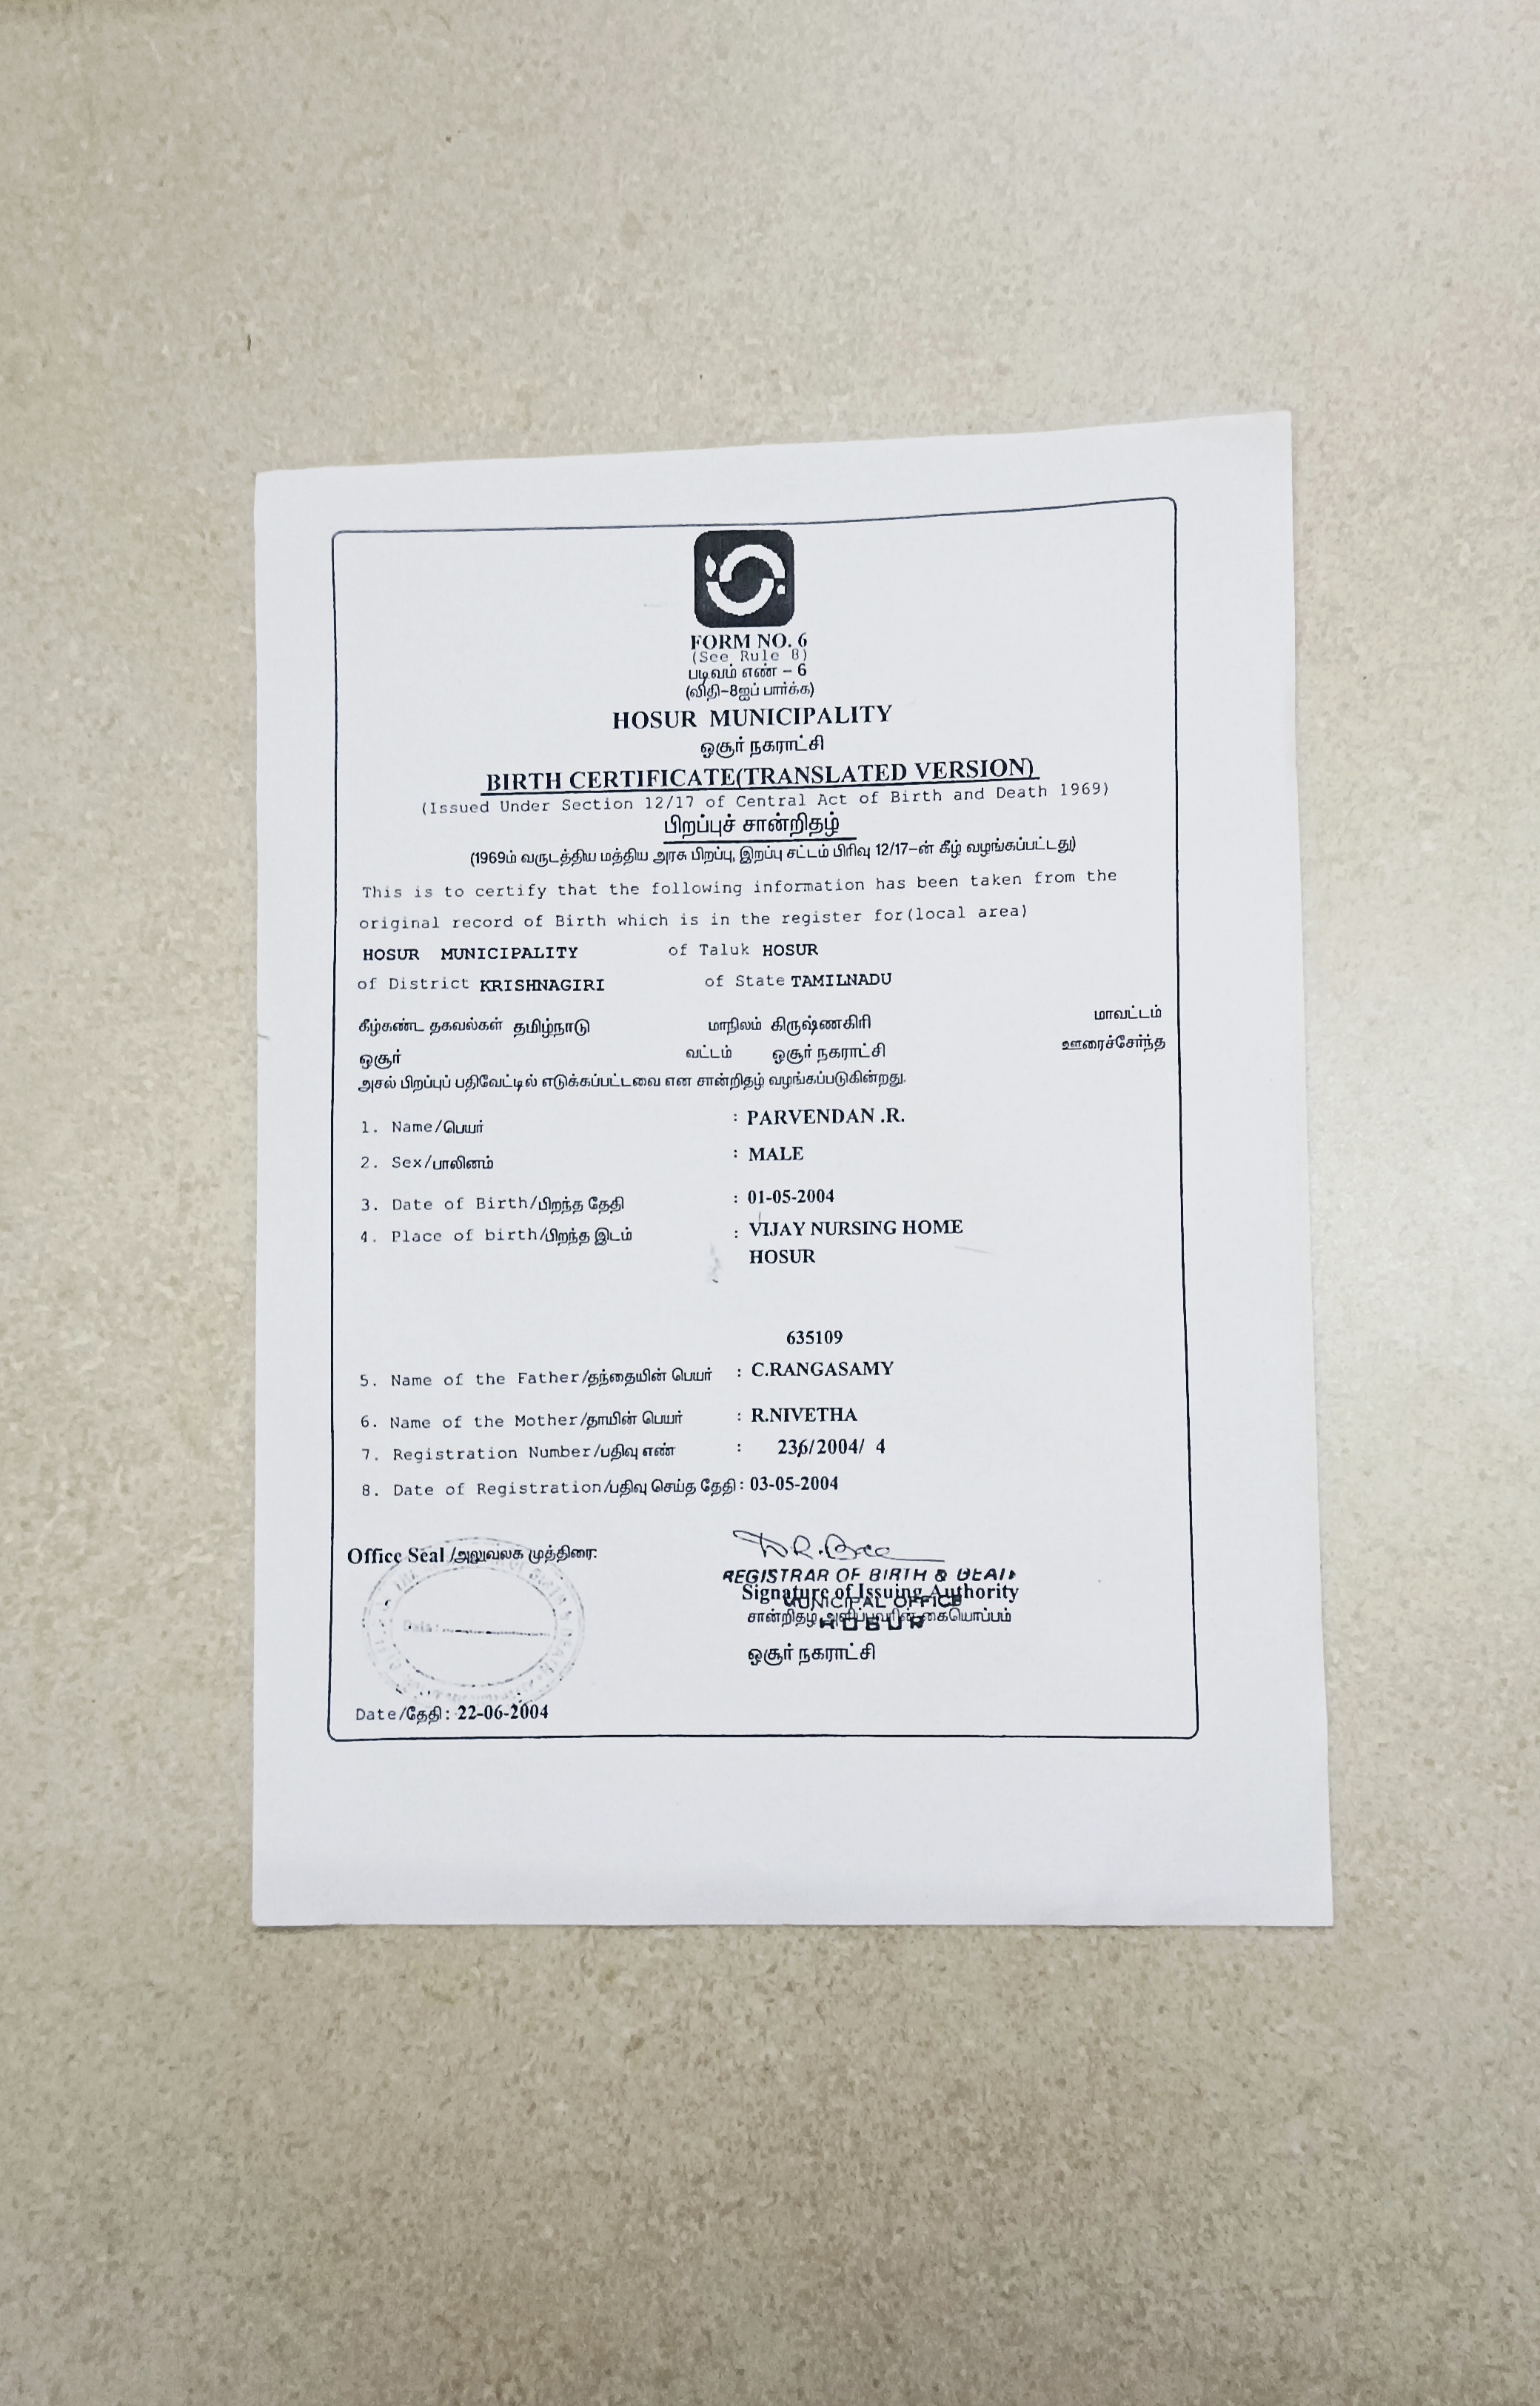 FORM NO. 6
(See Rule 8)
படிவம் எண் – 6
(விதி–8ஐப் பார்க்க)
HOSUR MUNICIPALITY
ஓசூர் நகராட்சி
BIRTH CERTIFICATE(TRANSLATED VERSION)
(Issued Under Section 12/17 of Central Act of Birth and Death 1969)
பிறப்புச் சான்றிதழ்
(1969ம் வருடத்திய மத்திய அரசு பிறப்பு, இறப்பு சட்டம் பிரிவு 12/17–ன் கீழ் வழங்கப்பட்டது)
This is to certify that the following information has been taken from the
original record of Birth which is in the register for(local area)
HOSUR MUNICIPALITY of Taluk HOSUR
of District KRISHNAGIRI of State TAMILNADU
கீழ்கண்ட தகவல்கள் தமிழ்நாடு மாநிலம் கிருஷ்ணகிரி மாவட்டம்
ஓசூர் வட்டம் ஓசூர் நகராட்சி ஊரைச்சேர்ந்த
அசல் பிறப்புப் பதிவேட்டில் எடுக்கப்பட்டவை என சான்றிதழ் வழங்கப்படுகின்றது.
1. Name/பெயர் : PARVENDAN .R.
2. Sex/பாலினம் : MALE
3. Date of Birth/பிறந்த தேதி : 01-05-2004
4. Place of birth/பிறந்த இடம் : VIJAY NURSING HOME
HOSUR
635109
5. Name of the Father/தந்தையின் பெயர் : C.RANGASAMY
6. Name of the Mother/தாயின் பெயர் : R.NIVETHA
7. Registration Number/பதிவு எண் : 236/2004/ 4
8. Date of Registration/பதிவு செய்த தேதி : 03-05-2004
Office Seal /அலுவலக முத்திரை:
REGISTRAR OF BIRTH &
Signature of Issuing Authority
MUNICIPAL OFFICE
சான்றிதழ் அளிப்பவரின் கையொப்பம்
HOSUR
ஓசூர் நகராட்சி
Date/தேதி : 22-06-2004